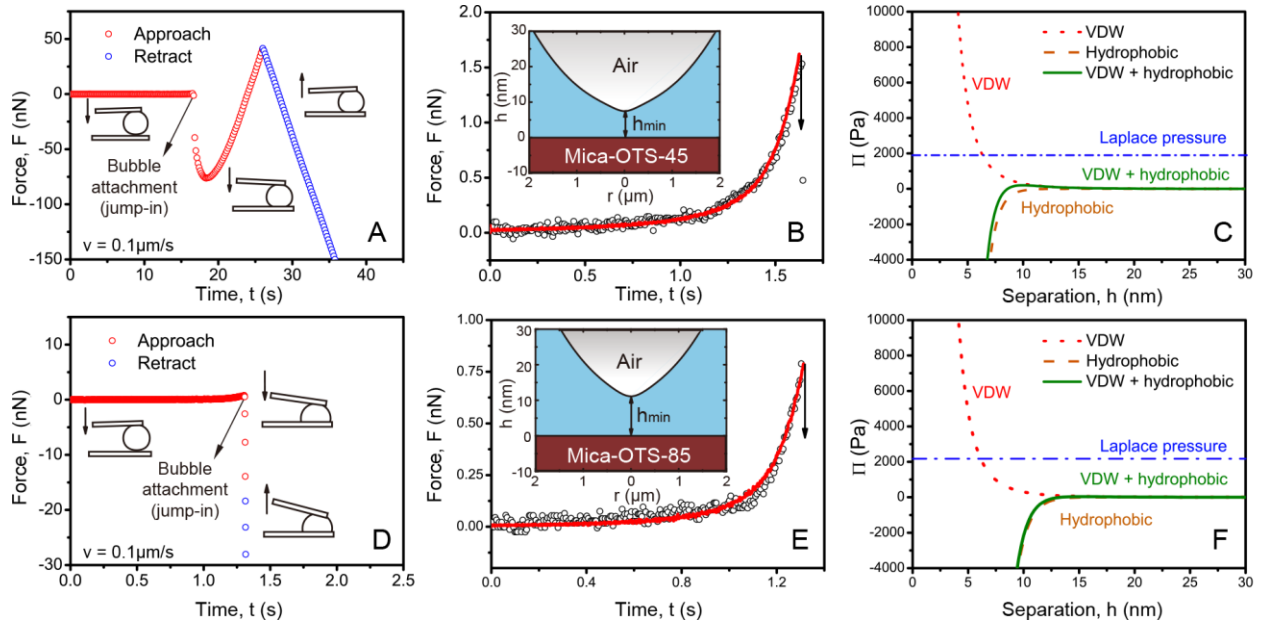 50
0
-50
-100
-150
Force, F (nN)
Approach
Retract
Bubble
attachment
(jump-in)
v = 0.1μm/s
A
0
10
20
30
40
Time, t (s)
2.0
1.5
1.0
0.5
0.0
Force, F (nN)
30
20
10
0
-10
h (nm)
Air
hmin
Mica-OTS-45
2
1
0
1
2
r (μm)
B
0.0
0.5
1.0
1.5
Time, t (s)
10000
8000
6000
4000
2000
0
-2000
-4000
Π (Pa)
VDW
Hydrophobic
VDW + hydrophobic
VDW
Laplace pressure
VDW + hydrophobic
Hydrophobic
C
0
5
10
15
20
25
30
Separation, h (nm)
10
0
-10
-20
-30
Force, F (nN)
Approach
Retract
Bubble
attachment
(jump-in)
v = 0.1μm/s
D
0.0
0.5
1.0
1.5
2.0
2.5
Time, t (s)
1.00
0.75
0.50
0.25
0.00
Force, F (nN)
30
20
10
0
-10
h (nm)
Air
hmin
Mica-OTS-85
2
1
0
1
2
r (μm)
E
0.0
0.4
0.8
1.2
Time, t (s)
10000
8000
6000
4000
2000
0
-2000
-4000
Π (Pa)
VDW
Hydrophobic
VDW + hydrophobic
VDW
Laplace pressure
VDW + hydrophobic
Hydrophobic
F
0
5
10
15
20
25
30
Separation, h (nm)